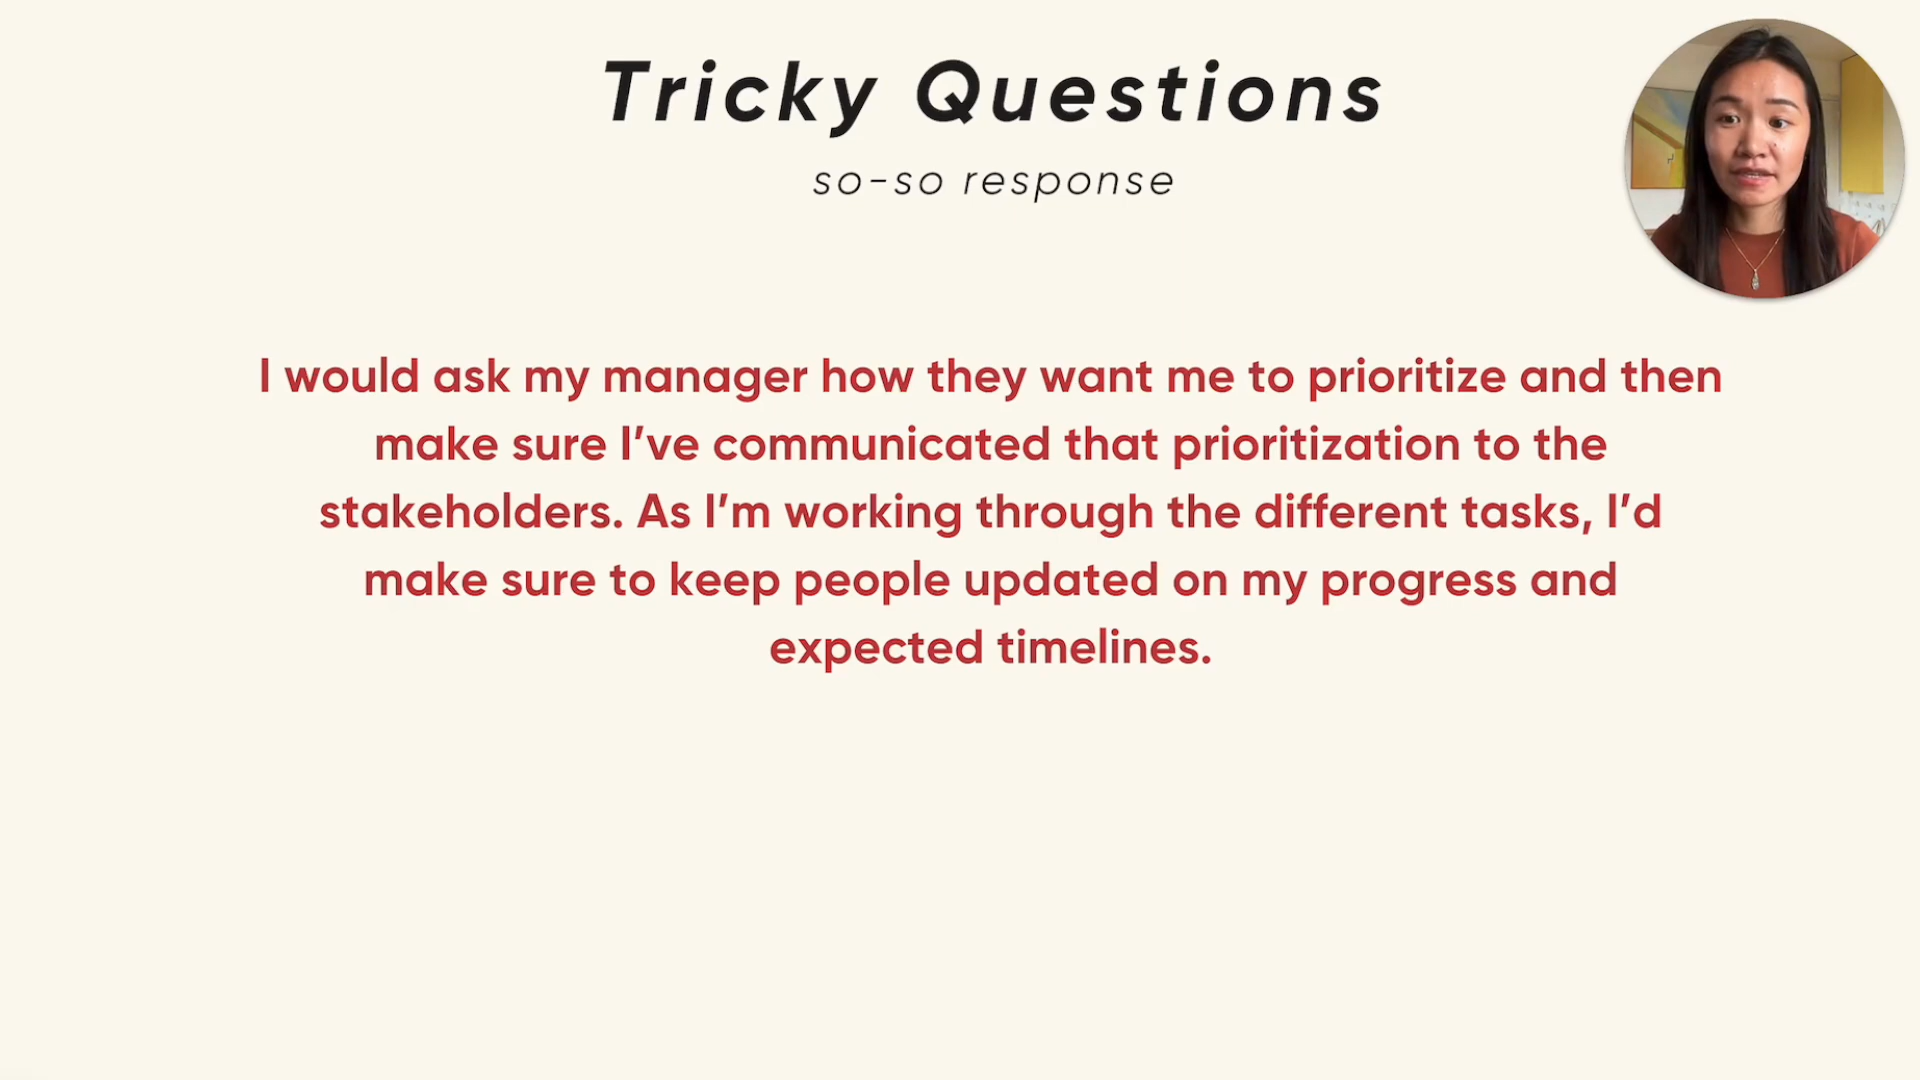 Tricky Questions
so-so response
I would ask my manager how they want me to prioritize and then
make sure I’ve communicated that prioritization to the
stakeholders. As I’m working through the different tasks, I’d
make sure to keep people updated on my progress and
expected timelines.